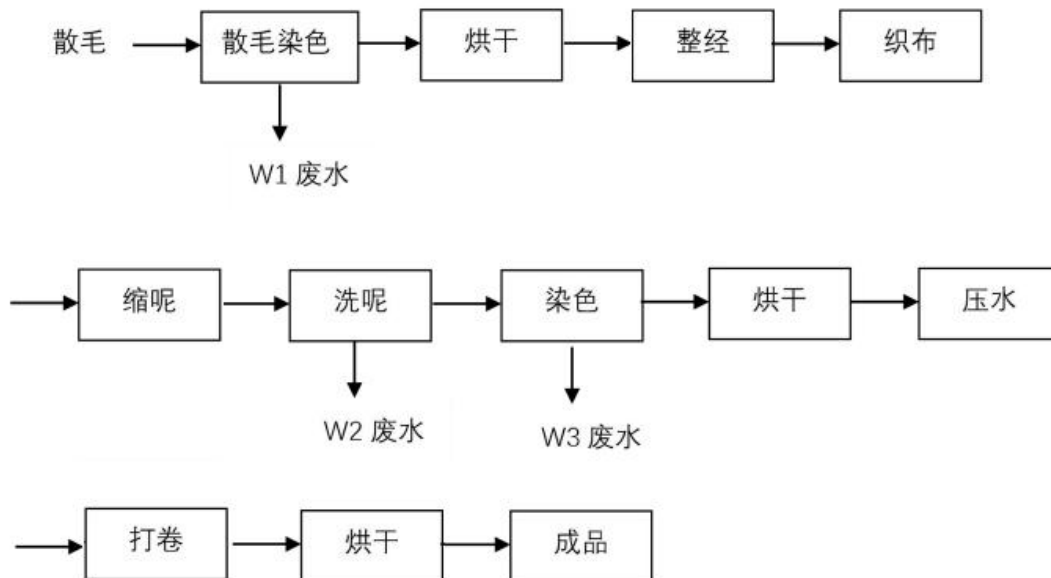 散毛 散毛染色 烘干 整经 织布
W1 废水
缩呢 洗呢 染色 烘干 压水
W2 废水 W3 废水
打卷 烘干 成品